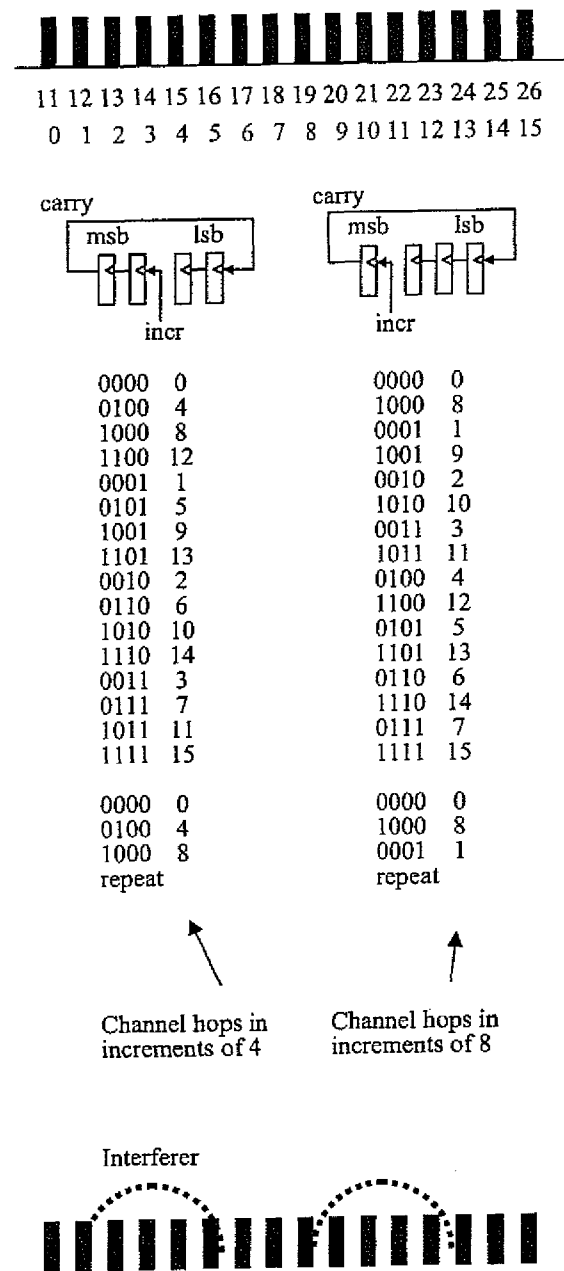 11 12 13 14 15 16 17 18 19 20 21 22 23 24 25 26
0 1 2 3 4 5 6 7 8 9 10 11 12 13 14 15
carry
msb lsb
incr
0000 0
0100 4
1000 8
1100 12
0001 1
0101 5
1001 9
1101 13
0010 2
0110 6
1010 10
1110 14
0011 3
0111 7
1011 11
1111 15
0000 0
0100 4
1000 8
repeat
Channel hops in
increments of 4
carry
msb lsb
incr
0000 0
1000 8
0001 1
1001 9
0010 2
1010 10
0011 3
1011 11
0100 4
1100 12
0101 5
1101 13
0110 6
1110 14
0111 7
1111 15
0000 0
1000 8
0001 1
repeat
Channel hops in
increments of 8
Interferer